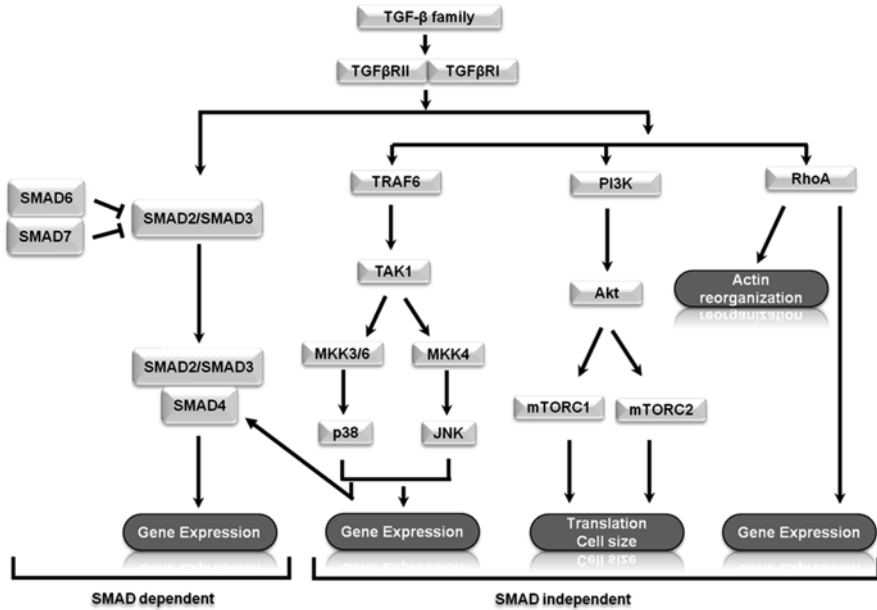 TGF-β family
TGFβRII
TGFβRI
TRAF6
PI3K
RhoA
SMAD6
SMAD7
SMAD2/SMAD3
TAK1
Akt
Actin
reorganization
MKK3/6
MKK4
SMAD2/SMAD3
SMAD4
mTORC1
mTORC2
p38
JNK
Gene Expression
Gene Expression
Translation
Cell size
Gene Expression
SMAD dependent
SMAD independent